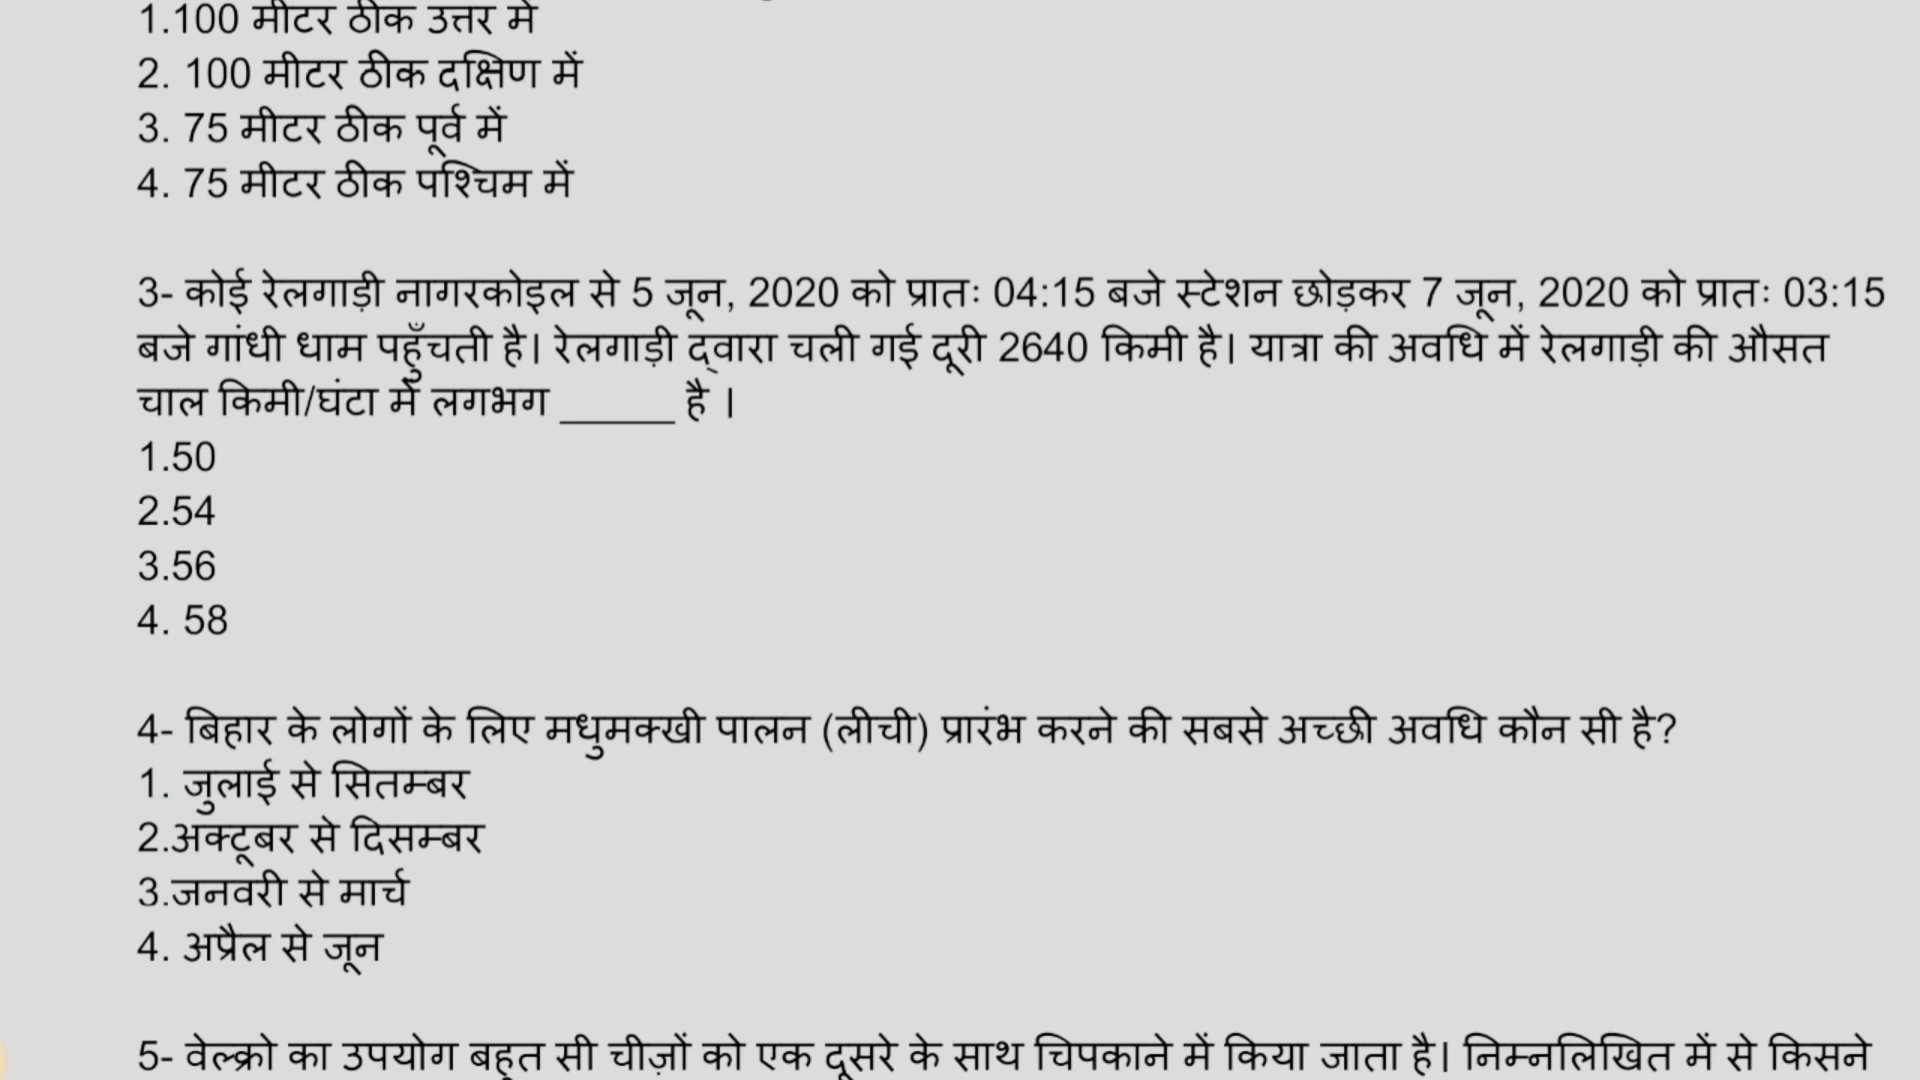 1.100 मीटर ठीक उत्तर में
2. 100 मीटर ठीक दक्षिण में
3. 75 मीटर ठीक पूर्व में
4. 75 मीटर ठीक पश्चिम में
3- कोई रेलगाड़ी नागरकोइल से 5 जून, 2020 को प्रातः 04:15 बजे स्टेशन छोड़कर 7 जून, 2020 को प्रातः 03:15
बजे गांधी धाम पहुँचती है। रेलगाड़ी द्वारा चली गई दूरी 2640 किमी है। यात्रा की अवधि में रेलगाड़ी की औसत
चाल किमी/घंटा में लगभग _____ है ।
1.50
2.54
3.56
4. 58
4- बिहार के लोगों के लिए मधुमक्खी पालन (लीची) प्रारंभ करने की सबसे अच्छी अवधि कौन सी है?
1. जुलाई से सितम्बर
2.अक्टूबर से दिसम्बर
3.जनवरी से मार्च
4. अप्रैल से जून
5- वेल्क्रो का उपयोग बहुत सी चीज़ों को एक दूसरे के साथ चिपकाने में किया जाता है। निम्नलिखित में से किसने